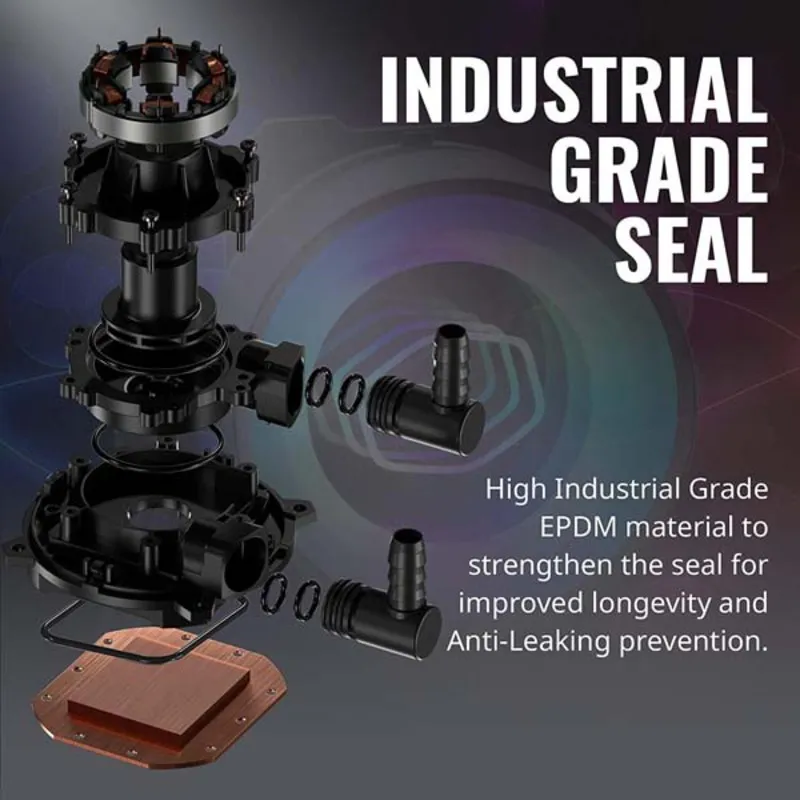 INDUSTRIAL
GRADE
SEAL
High Industrial Grade
EPDM material to
strengthen the seal for
improved longevity and
Anti-Leaking prevention.